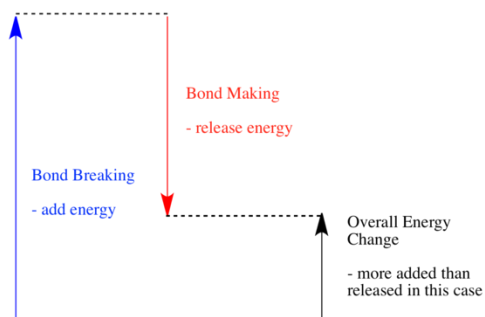 Bond Making
- release energy
Bond Breaking
- add energy
Overall Energy
Change
- more added than
released in this case